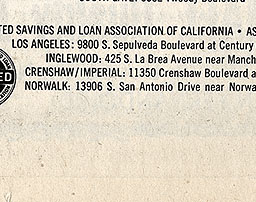 TED SAVINGS AND LOAN ASSOCIATION OF CALIFORNIA • AS
LOS ANGELES: 9800 S. Sepulveda Boulevard at Century
INGLEWOOD: 425 S. La Brea Avenue near Manch
CRENSHAW/IMPERIAL: 11350 Crenshaw Boulevard a
NORWALK: 13906 S. San Antonio Drive near Norwa